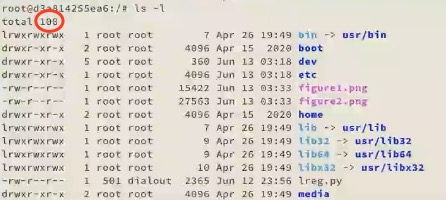 root@d3a814255ea6:/# ls -l
total 100
lrwxrwxrwx 1 root root 7 Apr 26 19:49 bin -> usr/bin
drwxr-xr-x 2 root root 4096 Apr 15 2020 boot
drwxr-xr-x 5 root root 360 Jun 13 03:18 dev
drwxr-xr-x 1 root root 4096 Jun 13 03:18 etc
-rw-r--r-- 1 root root 15422 Jun 13 03:33 figure1.png
-rw-r--r-- 1 root root 27563 Jun 13 03:33 figure2.png
drwxr-xr-x 2 root root 4096 Apr 15 2020 home
lrwxrwxrwx 1 root root 7 Apr 26 19:49 lib -> usr/lib
lrwxrwxrwx 1 root root 9 Apr 26 19:49 lib32 -> usr/lib32
lrwxrwxrwx 1 root root 9 Apr 26 19:49 lib64 -> usr/lib64
lrwxrwxrwx 1 root root 10 Apr 26 19:49 libx32 -> usr/libx32
-rw-r--r-- 1 501 dialout 2365 Jun 12 23:56 lreg.py
drwxr-xr-x 2 root root 4096 Apr 26 19:49 media